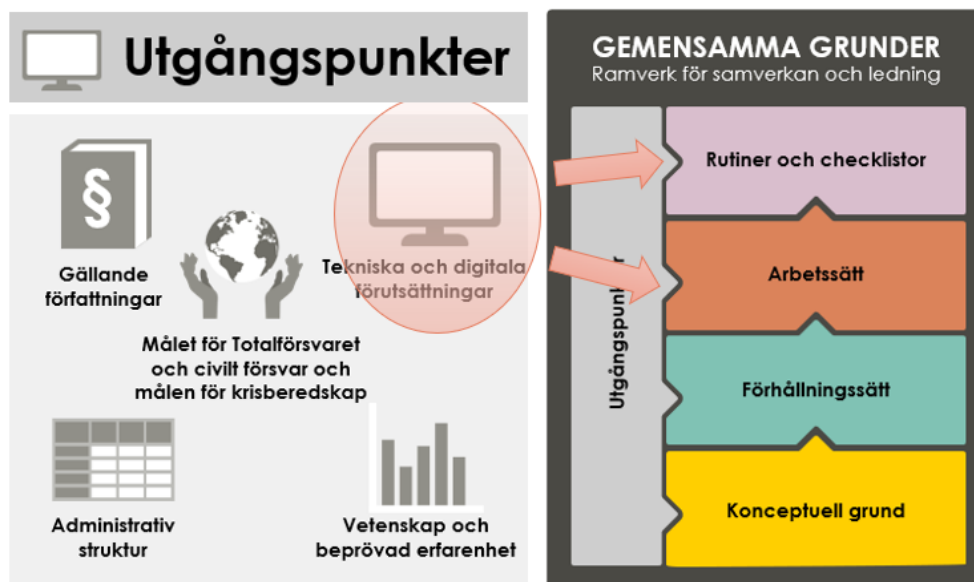 Utgångspunkter
§
Gällande
författningar
Tekniska och digitala
förutsättningar
Målet för Totalförsvaret
och civilt försvar och
målen för krisberedskap
Administrativ
struktur
Vetenskap och
beprövad erfarenhet
GEMENSAMMA GRUNDER
Ramverk för samverkan och ledning
Utgångspunkter
Rutiner och checklistor
Arbetssätt
Förhållningssätt
Konceptuell grund